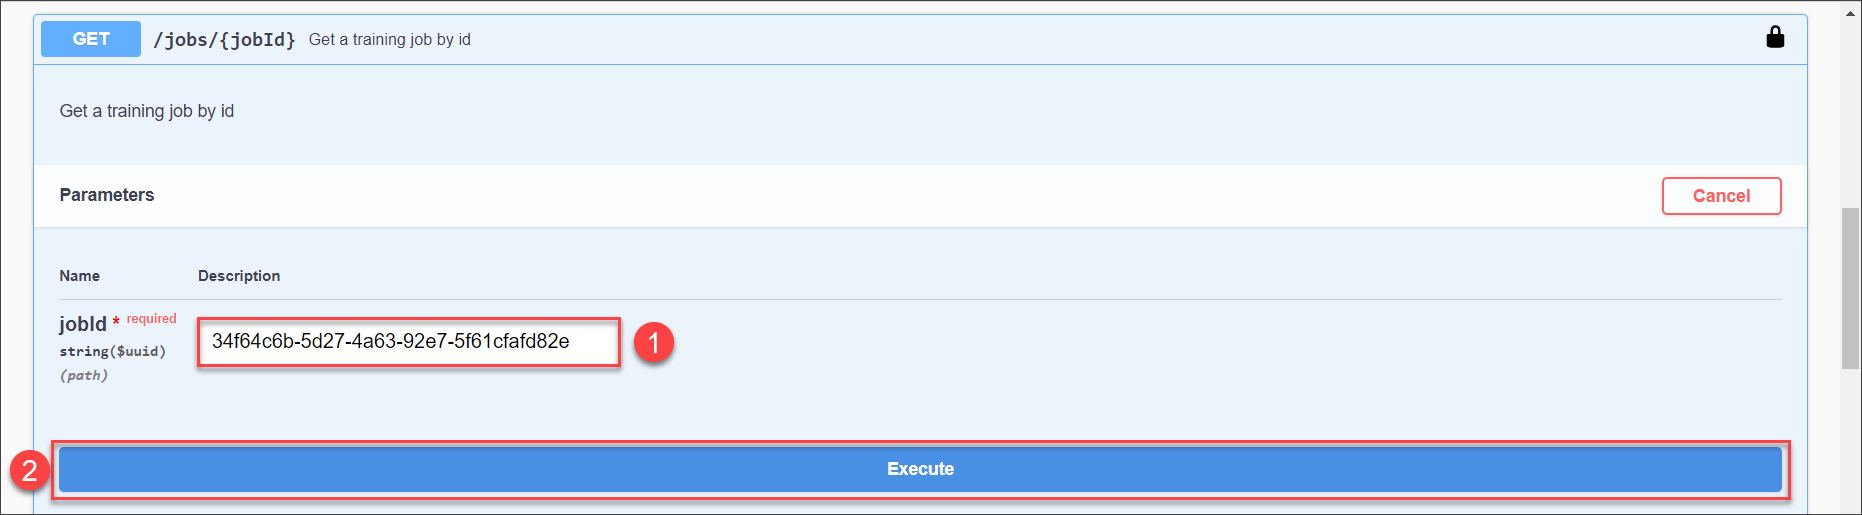 GET /jobs/{jobId} Get a training job by id
Get a training job by id
Parameters
Cancel
Name Description
jobId * required
string($uuid)
(path)
34f64c6b-5d27-4a63-92e7-5f61cfafd82e
1
2
Execute